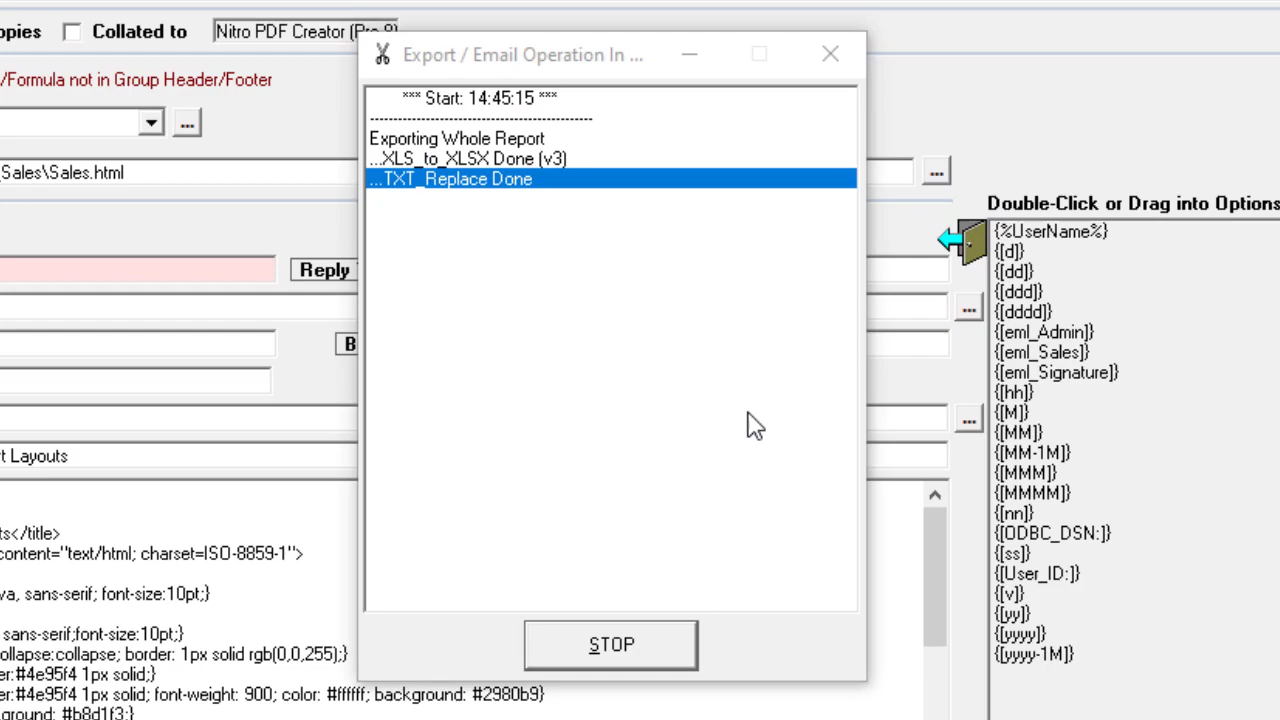 opies
Collated to
Nitro PDF Creator (Pro 9)
/Formula not in Group Header/Footer
...
_Sales\Sales.html
...
Reply
...
B
...
t Layouts
ts</title>
content="text/html; charset=ISO-8859-1">
va, sans-serif; font-size:10pt;}
sans-serif;font-size:10pt;}
ollapse:collapse; border: 1px solid rgb(0,0,255);}
er:#4e95f4 1px solid;}
er:#4e95f4 1px solid; font-weight: 900; color: #ffffff; background: #2980b9}
ground: #b8d1f3;}
Export / Email Operation In ...
*** Start: 14:45:15 ***
----------------------------------------------
Exporting Whole Report
...XLS_to_XLSX Done (v3)
...TXT_Replace Done
STOP
Double-Click or Drag into Options
{%UserName%}
{[d]}
{[dd]}
{[ddd]}
{[dddd]}
{[eml_Admin]}
{[eml_Sales]}
{[eml_Signature]}
{[hh]}
{[M]}
{[MM]}
{[MM-1M]}
{[MMM]}
{[MMMM]}
{[nn]}
{[ODBC_DSN:]}
{[ss]}
{[User_ID:]}
{[v]}
{[yy]}
{[yyyy]}
{[yyyy-1M]}